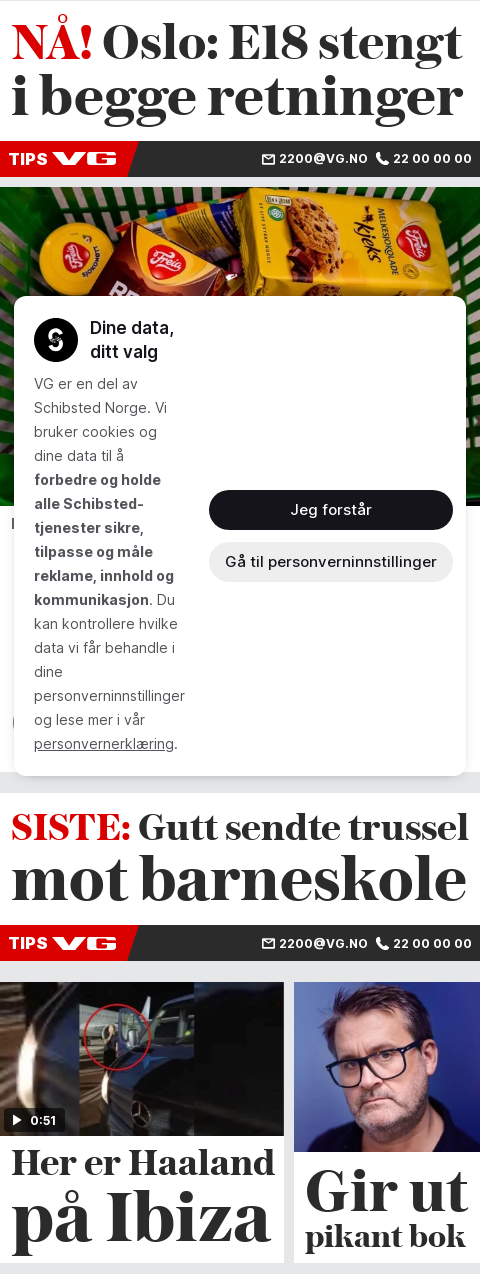 NÅ! Oslo: E18 stengt
i begge retninger
TIPS VG
2200@VG.NO 22 00 00 00
Freia
MELKESJOKOLADE
kjeks
Freia
Dine data,
ditt valg
VG er en del av
Schibsted Norge. Vi
bruker cookies og
dine data til å
forbedre og holde
alle Schibsted-
tjenester sikre,
tilpasse og måle
reklame, innhold og
kommunikasjon. Du
kan kontrollere hvilke
data vi får behandle i
dine
personverninnstillinger
og lese mer i vår
personvernerklæring.
Jeg forstår
Gå til personverninnstillinger
SISTE: Gutt sendte trussel
mot barneskole
TIPS VG
2200@VG.NO 22 00 00 00
0:51
Her er Haaland
på Ibiza
Gir ut
pikant bok